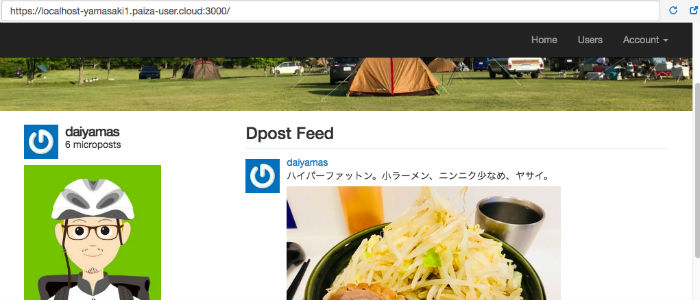 https://localhost-yamasaki1.paiza-user.cloud:3000/
Home Users Account
daiyamas
6 microposts
Dpost Feed
daiyamas
ハイパーファットン。小ラーメン、ニンニク少なめ、ヤサイ。